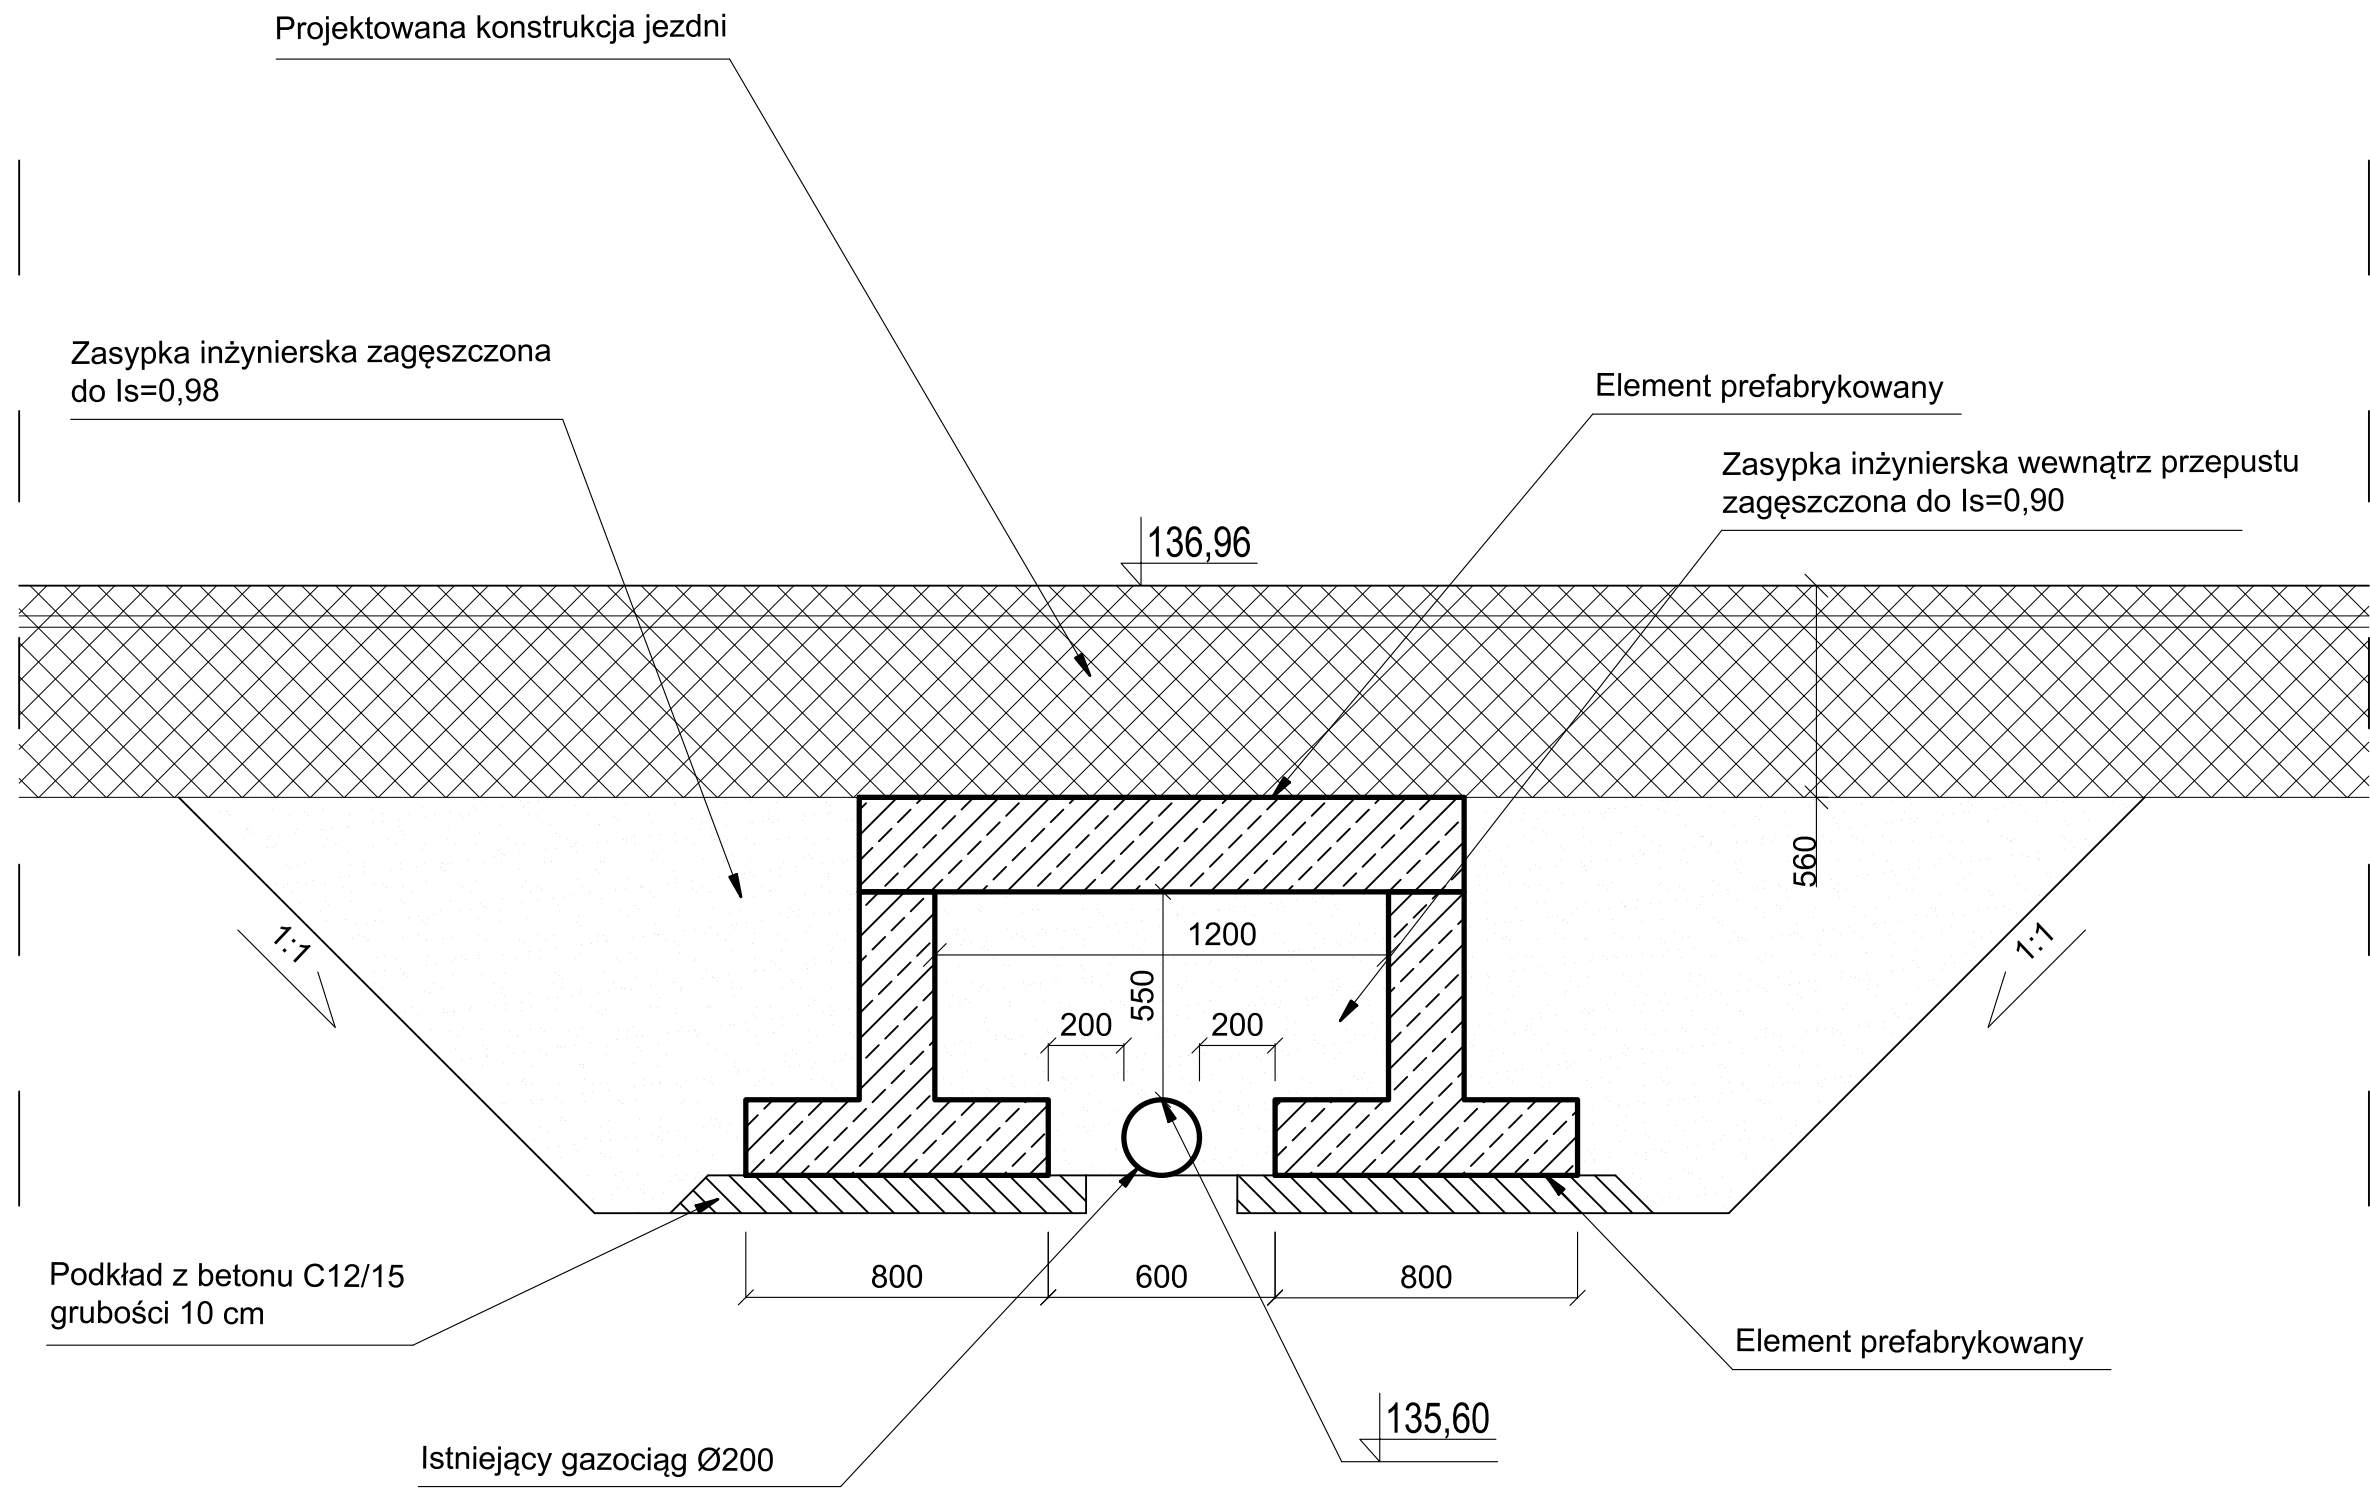 Projektowana konstrukcja jezdni
Zasypka inżynierska zagęszczona
do Is=0,98
Element prefabrykowany
Zasypka inżynierska wewnątrz przepustu
zagęszczona do Is=0,90
136,96
560
1:1
1:1
1200
550
200
200
800
600
800
Podkład z betonu C12/15
grubości 10 cm
Element prefabrykowany
135,60
Istniejący gazociąg Ø200